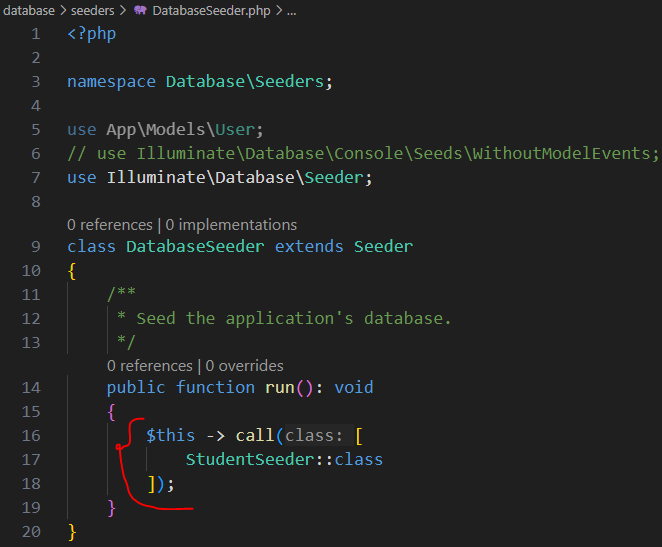 database > seeders > DatabaseSeeder.php > ...
1 <?php
2
3 namespace Database\Seeders;
4
5 use App\Models\User;
6 // use Illuminate\Database\Console\Seeds\WithoutModelEvents;
7 use Illuminate\Database\Seeder;
8
0 references | 0 implementations
9 class DatabaseSeeder extends Seeder
10 {
11 /**
12 * Seed the application's database.
13 */
0 references | 0 overrides
14 public function run(): void
15 {
16 $this -> call(class: [
17 StudentSeeder::class
18 ]);
19 }
20 }